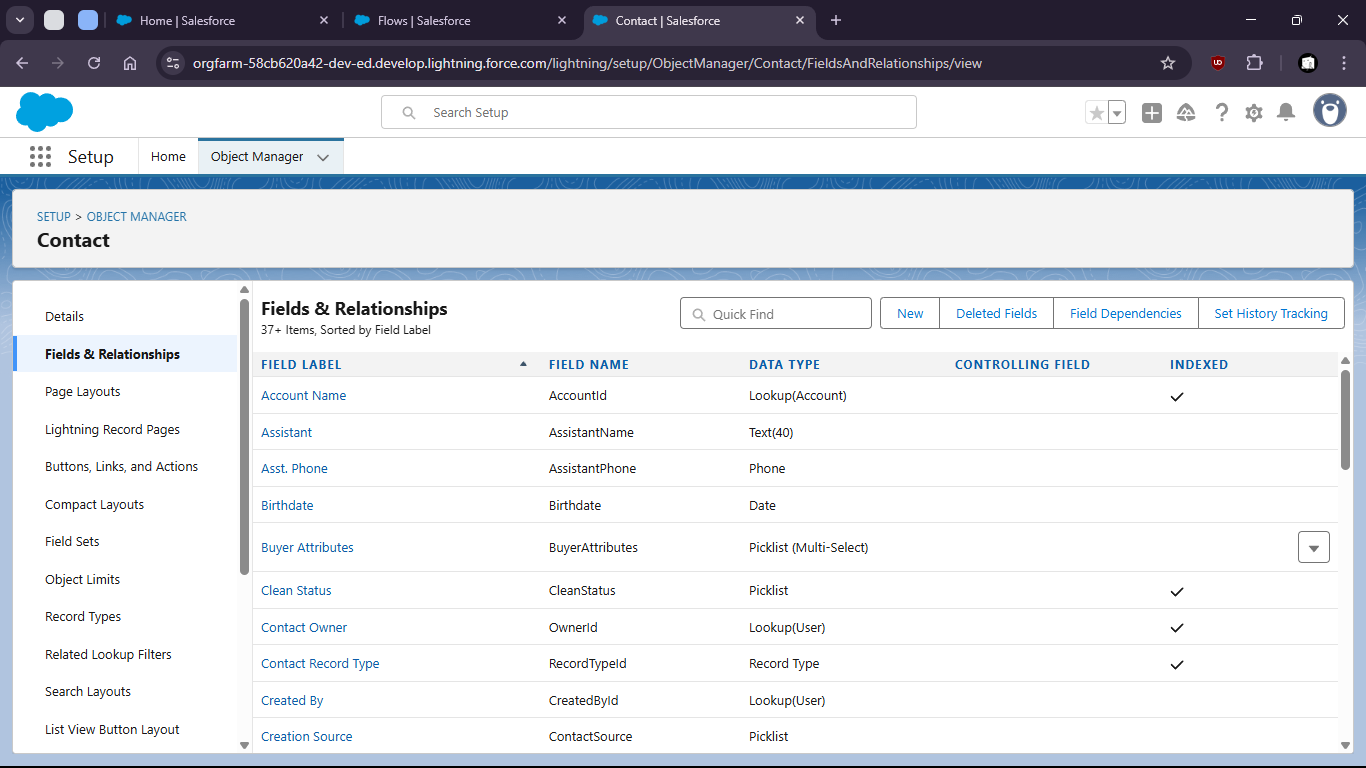 Home | Salesforce
Flows | Salesforce
Contact | Salesforce
orgfarm-58cb620a42-dev-ed.develop.lightning.force.com/lightning/setup/ObjectManager/Contact/FieldsAndRelationships/view
Search Setup
Setup
Home
Object Manager
SETUP > OBJECT MANAGER
Contact
Details
Fields & Relationships
Page Layouts
Lightning Record Pages
Buttons, Links, and Actions
Compact Layouts
Field Sets
Object Limits
Record Types
Related Lookup Filters
Search Layouts
List View Button Layout
Fields & Relationships
37+ Items, Sorted by Field Label
Quick Find
New
Deleted Fields
Field Dependencies
Set History Tracking
FIELD LABEL FIELD NAME DATA TYPE CONTROLLING FIELD INDEXED
Account Name AccountId Lookup(Account)
Assistant AssistantName Text(40)
Asst. Phone AssistantPhone Phone
Birthdate Birthdate Date
Buyer Attributes BuyerAttributes Picklist (Multi-Select)
Clean Status CleanStatus Picklist
Contact Owner OwnerId Lookup(User)
Contact Record Type RecordTypeId Record Type
Created By CreatedById Lookup(User)
Creation Source ContactSource Picklist